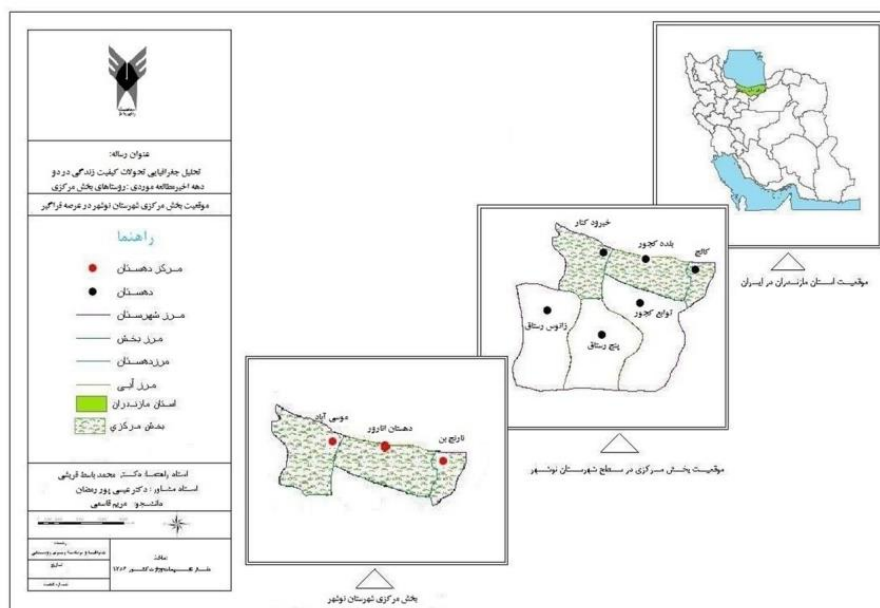 عنوان رساله:
تحلیل جغرافیایی تحولات کیفیت زندگی در دو
دهه اخیرمطالعه موردی :روستاهای بخش مرکزی
موقعیت بخش مرکزی شهرستان نوشهر در عرصه فراگیر
راهنما
مرکز دهستان
دهستان
مرز شهرستان
مرز بخش
مرزدهستان
مرز آبی
استان مازندران
بخش مرکزی
استاد راهنما: دکتر محمد باسط قریشی
استاد مشاور: دکتر عیسی پور رمضان
دانشجو: مریم قاسمی
ماخذ:
تاریخ
موقعیت استان مازندران در ایران
خیرود کنار
بلده کجور
کالج
زانوس رستاق
توابع کجور
پنج رستاق
موقعیت بخش مرکزی در سطح شهرستان نوشهر
موسی آباد
دهستان انارور
نارنج بن
بخش مرکزی شهرستان نوشهر